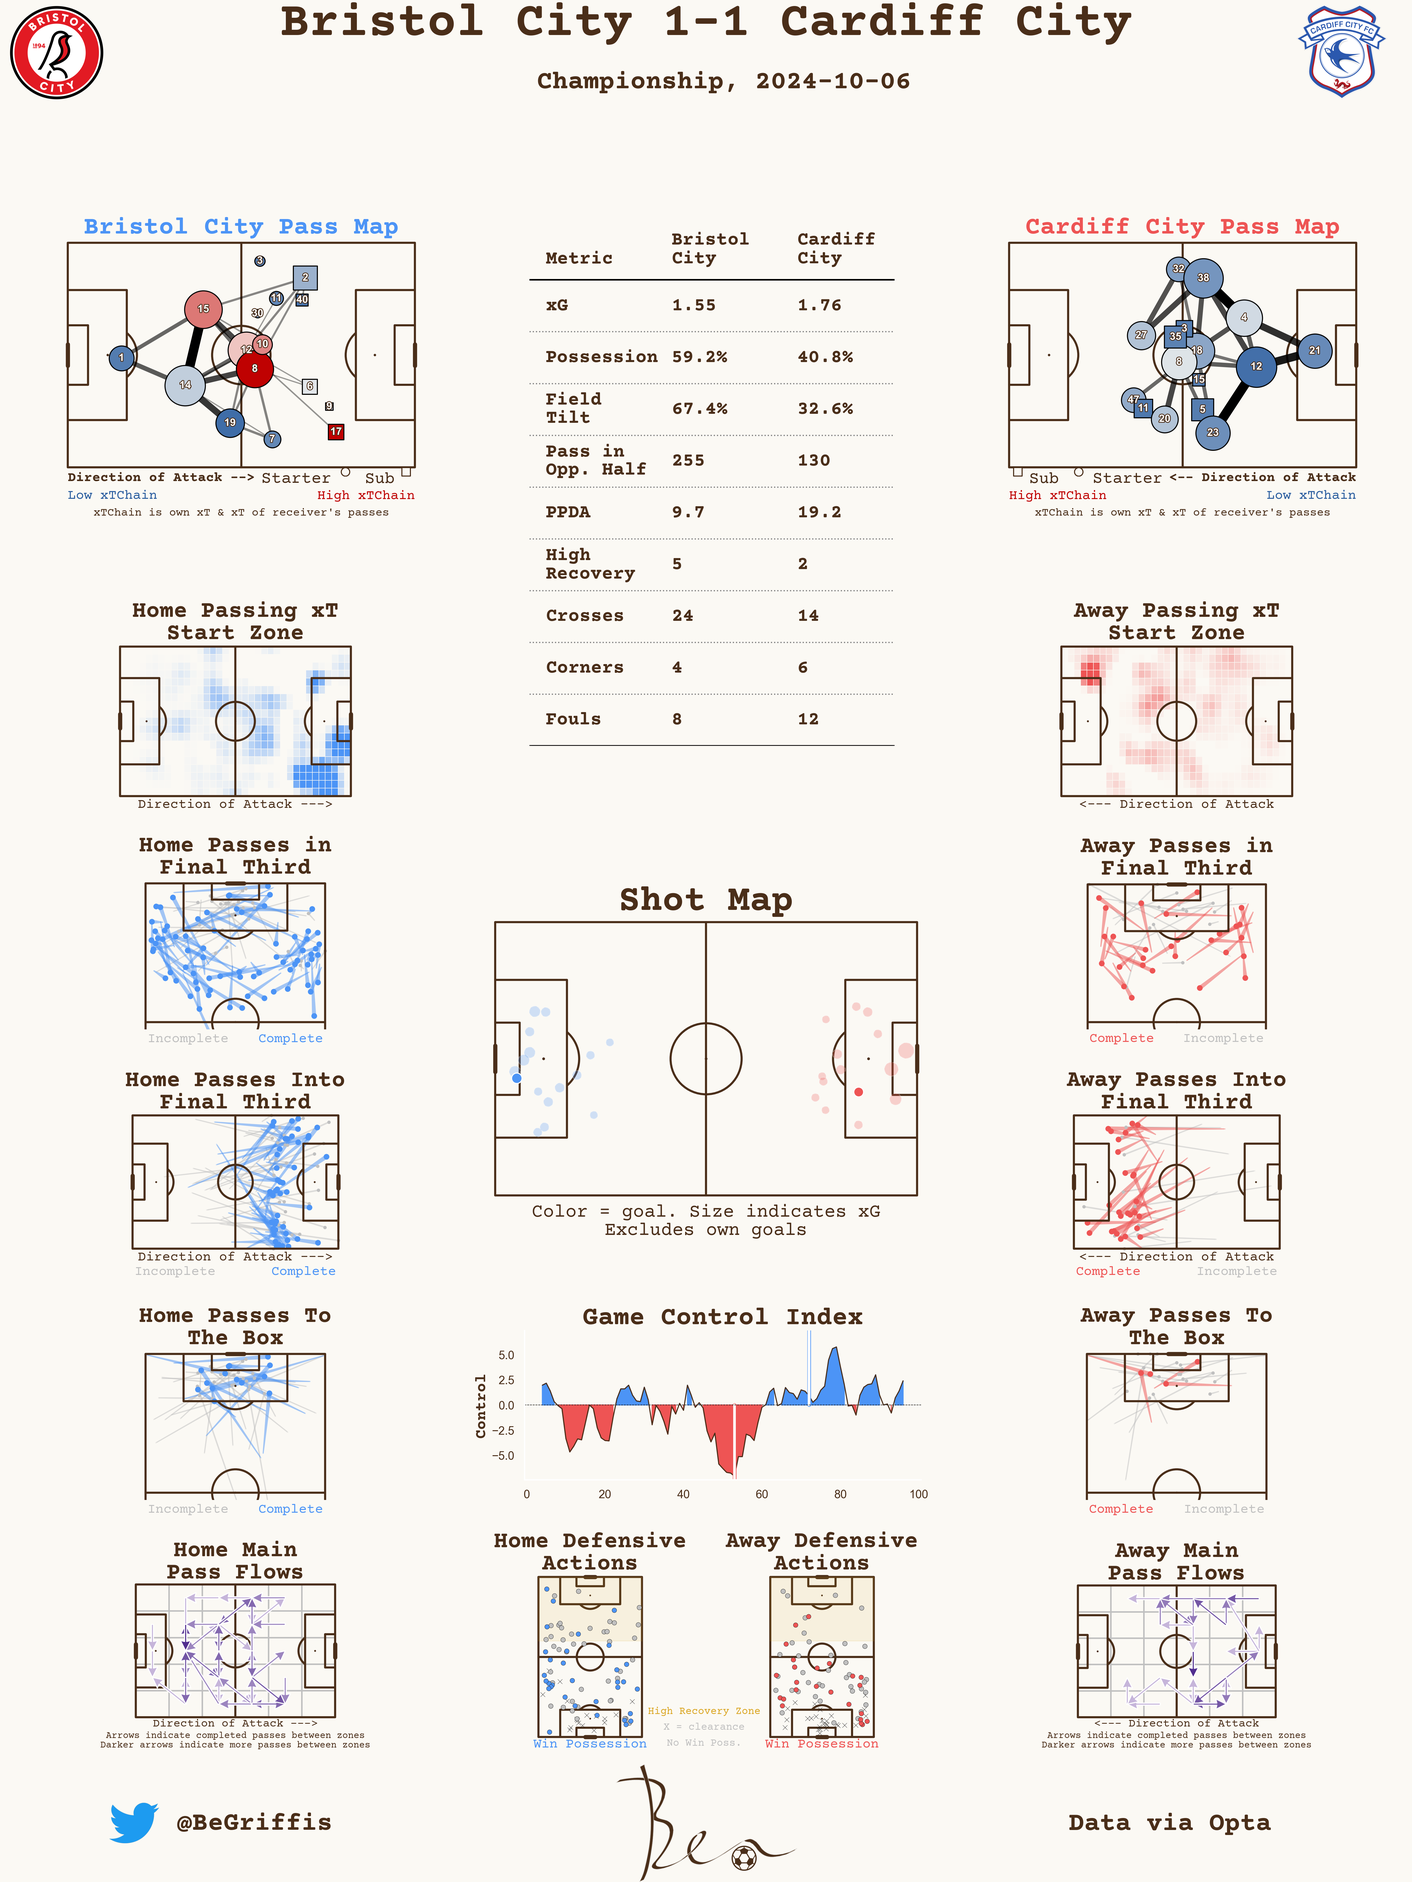 Bristol City 1-1 Cardiff City
Championship, 2024-10-06
BRISTOL
1894
CITY
CARDIFF CITY FC
Bristol City Pass Map
3
2
11
40
30
15
12
10
1
8
14
6
9
19
17
7
Direction of Attack --> Starter Sub
Low xTChain High xTChain
xTChain is own xT & xT of receiver's passes
Metric Bristol City Cardiff City
xG 1.55 1.76
Possession 59.2% 40.8%
Field Tilt 67.4% 32.6%
Pass in Opp. Half 255 130
PPDA 9.7 19.2
High Recovery 5 2
Crosses 24 14
Corners 4 6
Fouls 8 12
Cardiff City Pass Map
32
38
4
3
27
35
18
21
8
12
15
47
11
5
20
23
Sub Starter <-- Direction of Attack
High xTChain Low xTChain
xTChain is own xT & xT of receiver's passes
Home Passing xT
Start Zone
Direction of Attack --->
Away Passing xT
Start Zone
<--- Direction of Attack
Home Passes in
Final Third
Incomplete Complete
Away Passes in
Final Third
Complete Incomplete
Shot Map
Color = goal. Size indicates xG
Excludes own goals
Home Passes Into
Final Third
Direction of Attack --->
Incomplete Complete
Away Passes Into
Final Third
<--- Direction of Attack
Complete Incomplete
Home Passes To
The Box
Incomplete Complete
Game Control Index
Control
5.0
2.5
0.0
−2.5
−5.0
0 20 40 60 80 100
Away Passes To
The Box
Complete Incomplete
Home Main
Pass Flows
Direction of Attack --->
Arrows indicate completed passes between zones
Darker arrows indicate more passes between zones
Home Defensive
Actions
Win Possession
High Recovery Zone
X = clearance
No Win Poss.
Away Defensive
Actions
Win Possession
Away Main
Pass Flows
<--- Direction of Attack
Arrows indicate completed passes between zones
Darker arrows indicate more passes between zones
@BeGriffis
Ben
Data via Opta